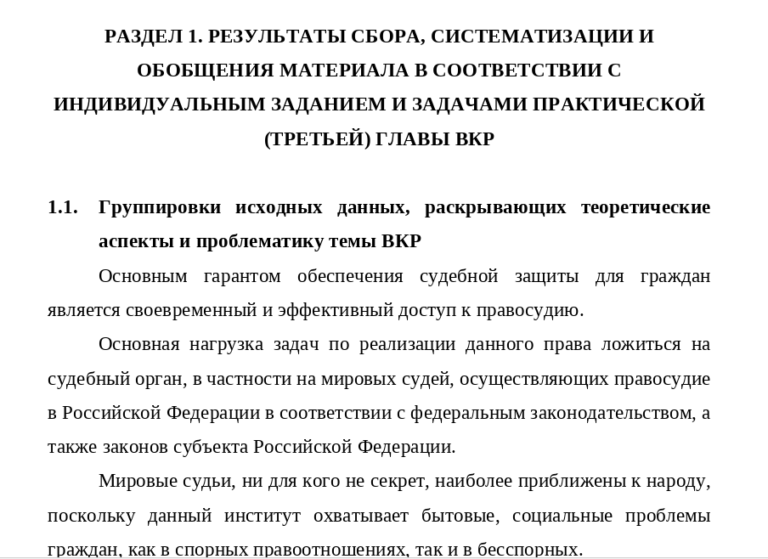 РАЗДЕЛ 1. РЕЗУЛЬТАТЫ СБОРА, СИСТЕМАТИЗАЦИИ И
ОБОБЩЕНИЯ МАТЕРИАЛА В СООТВЕТСТВИИ С
ИНДИВИДУАЛЬНЫМ ЗАДАНИЕМ И ЗАДАЧАМИ ПРАКТИЧЕСКОЙ
(ТРЕТЬЕЙ) ГЛАВЫ ВКР
1.1. Группировки исходных данных, раскрывающих теоретические
аспекты и проблематику темы ВКР
Основным гарантом обеспечения судебной защиты для граждан
является своевременный и эффективный доступ к правосудию.
Основная нагрузка задач по реализации данного права ложиться на
судебный орган, в частности на мировых судей, осуществляющих правосудие
в Российской Федерации в соответствии с федеральным законодательством, а
также законов субъекта Российской Федерации.
Мировые судьи, ни для кого не секрет, наиболее приближены к народу,
поскольку данный институт охватывает бытовые, социальные проблемы
граждан, как в спорных правоотношениях, так и в бесспорных.